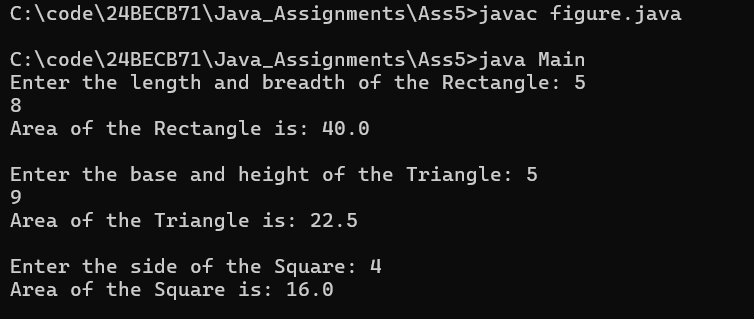 C:\code\24BECB71\Java_Assignments\Ass5>javac figure.java
C:\code\24BECB71\Java_Assignments\Ass5>java Main
Enter the length and breadth of the Rectangle: 5
8
Area of the Rectangle is: 40.0
Enter the base and height of the Triangle: 5
9
Area of the Triangle is: 22.5
Enter the side of the Square: 4
Area of the Square is: 16.0